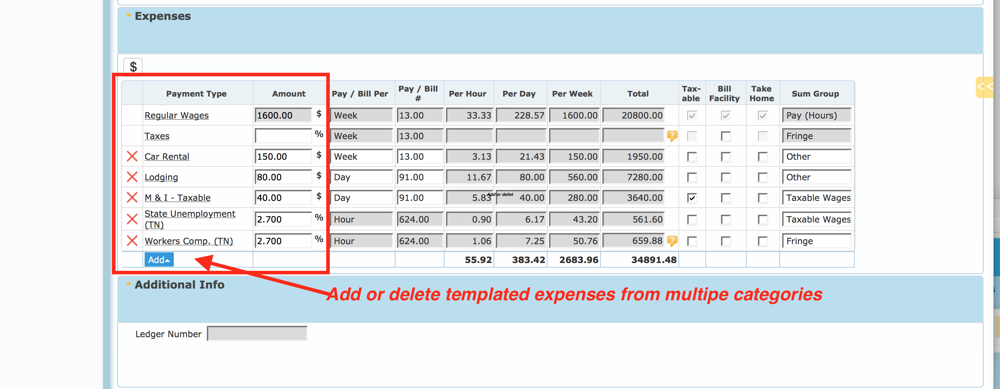 Expenses
$
Payment Type Amount Pay / Bill Per Pay / Bill # Per Hour Per Day Per Week Total Tax-able Bill Facility Take Home Sum Group
Regular Wages 1600.00 $ Week 13.00 33.33 228.57 1600.00 20800.00 Pay (Hours)
Taxes % Week 13.00 ? Fringe
Car Rental 150.00 $ Week 13.00 3.13 21.43 150.00 1950.00 Other
Lodging 80.00 $ Day 91.00 11.67 80.00 560.00 7280.00 Other
M & I - Taxable 40.00 $ Day 91.00 5.83 Add or deliet 40.00 280.00 3640.00 Taxable Wages
State Unemployment (TN) 2.700 % Hour 624.00 0.90 6.17 43.20 561.60 Taxable Wages
Workers Comp. (TN) 2.700 % Hour 624.00 1.06 7.25 50.76 659.88 ? Fringe
Add 55.92 383.42 2683.96 34891.48
<<
Additional Info
Add or delete templated expenses from multipe categories
Ledger Number